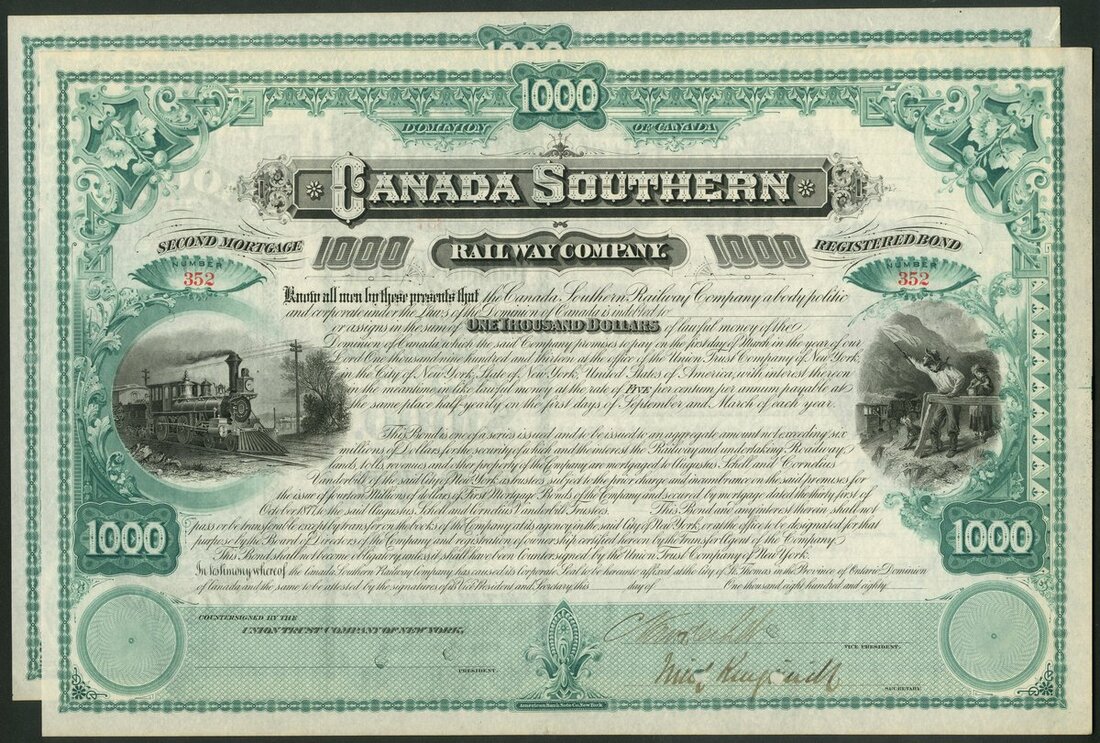 1000
1000
DOMINION OF CANADA
CANADA SOUTHERN
SECOND MORTGAGE 1000 RAILWAY COMPANY. 1000 REGISTERED BOND
NUMBER NUMBER
352 352
Know all men by these presents that the Canada Southern Railway Company a body politic
and corporate under the Laws of the Dominion of Canada is indebted to
or assigns in the sum of ONE THOUSAND DOLLARS of lawful money of the
Dominion of Canada which the said Company promises to pay on the first day of March in the year of our
Lord One thousand nine hundred and thirteen at the office of the Union Trust Company of New York
in the City of New York, State of New York, United States of America, with interest thereon
in the meantime in like lawful money at the rate of FIVE per centum per annum payable at
the same place half-yearly on the first days of September and March of each year.
This Bond is one of a series issued and to be issued to an aggregate amount not exceeding six
millions of Dollars for the security of which and the interest the Railway and undertaking Roadway
lands, tolls, revenues and other property of the Company are mortgaged to Augustus Schell and Cornelius
Vanderbilt of the said City of New York as trustees subject to the prior charge and incumbrance on the said premises for
the issue of fourteen Millions of dollars of First Mortgage Bonds of the Company and secured by mortgage dated the thirty first of
October 1877, to the said Augustus Schell and Cornelius Vanderbilt Trustees. This Bond or any interest therein shall not
pass or be transferable except by transfer on the books of the Company at its agency in the said City of New York, or at the office to be designated for that
purpose by the Board of Directors of the Company and registration of ownership certified hereon by the Transfer Agent of the Company.
This Bond shall not become obligatory unless it shall have been Countersigned by the Union Trust Company of New York.
In testimony whereof the Canada Southern Railway Company has caused its Corporate Seal to be hereunto affixed at the City of St. Thomas in the Province of Ontario Dominion
of Canada and the same to be attested by the signatures of its Vice President and Secretary, this day of One thousand eight hundred and eighty.
1000 1000
COUNTERSIGNED BY THE
UNION TRUST COMPANY OF NEW YORK,
VICE PRESIDENT.
PRESIDENT.
SECRETARY.
American Bank Note Co. New York